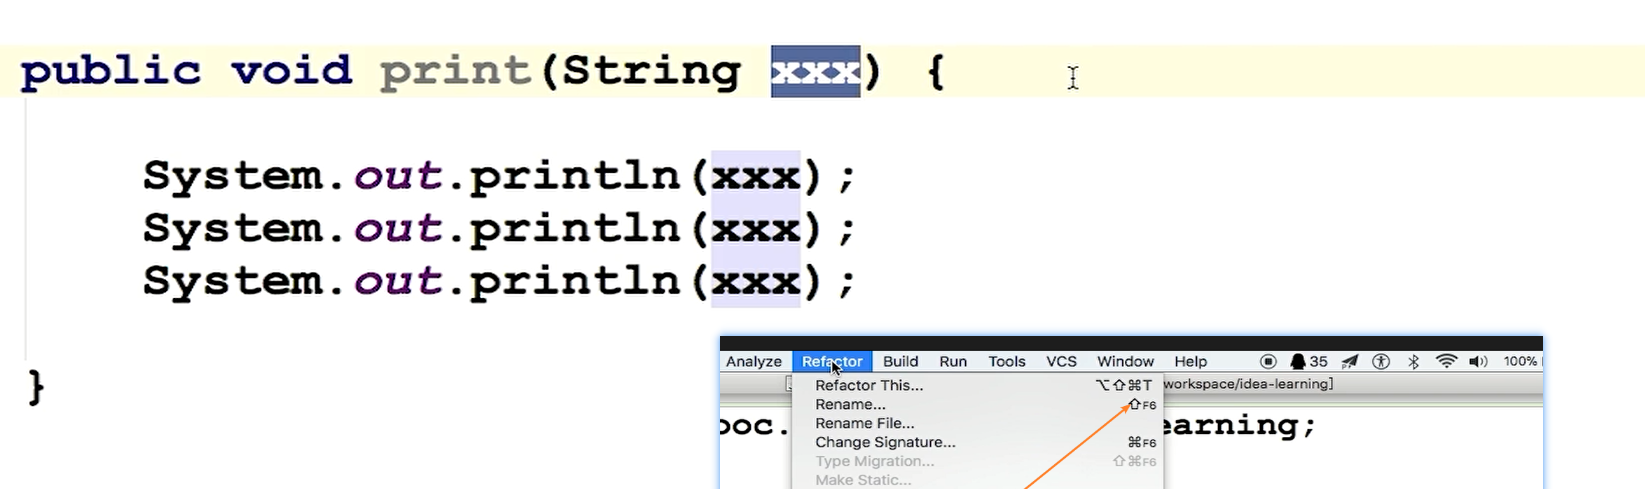 public void print(String xxx) {
System.out.println(xxx);
System.out.println(xxx);
System.out.println(xxx);
}
Analyze Refactor Build Run Tools VCS Window Help 35 100%
Refactor This... ⌥⇧⌘T workspace/idea-learning]
Rename... ⇧F6
Rename File...
ooc. earning;
Change Signature... ⌘F6
Type Migration... ⇧⌘F6
Make Static...